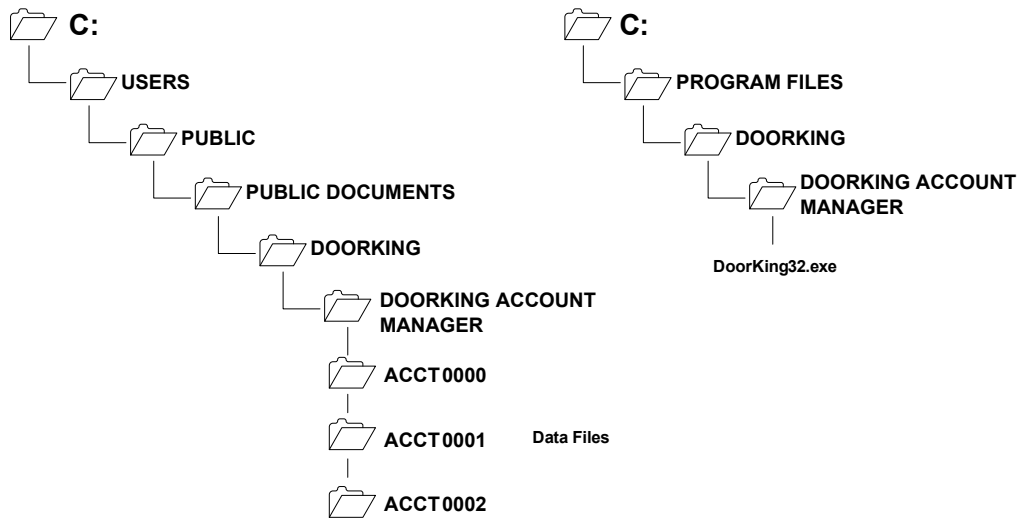 C:
USERS
PUBLIC
PUBLIC DOCUMENTS
DOORKING
DOORKING ACCOUNT
MANAGER
ACCT0000
ACCT0001
Data Files
ACCT0002
C:
PROGRAM FILES
DOORKING
DOORKING ACCOUNT
MANAGER
DoorKing32.exe